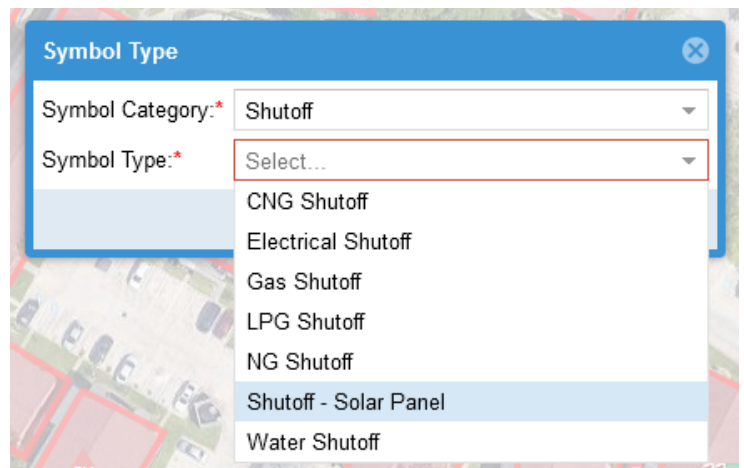 Symbol Type
Symbol Category:* Shutoff
Symbol Type:* Select...
CNG Shutoff
Electrical Shutoff
Gas Shutoff
LPG Shutoff
NG Shutoff
Shutoff - Solar Panel
Water Shutoff